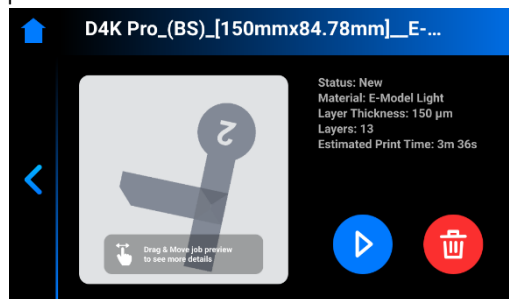 D4K Pro_(BS)_[150mmx84.78mm]__E-...
Status: New
Material: E-Model Light
Layer Thickness: 150 µm
Layers: 13
Estimated Print Time: 3m 36s
2
Drag & Move job preview
to see more details